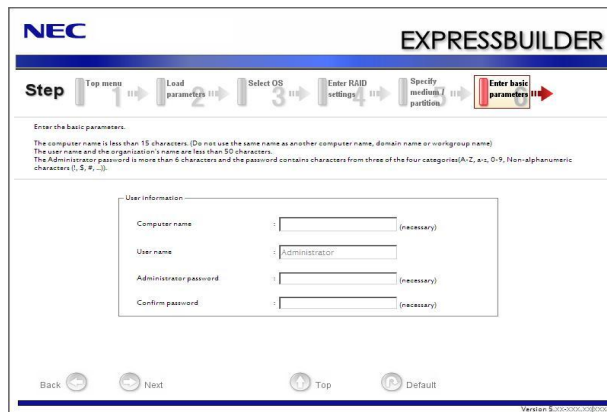 NEC
EXPRESSBUILDER
Step
Top menu 1
Load parameters 2
Select OS 3
Enter RAID settings 4
Specify medium / partition 5
Enter basic parameters 6
Enter the basic parameters.
The computer name is less than 15 characters. (Do not use the same name as another computer name, domain name or workgroup name)
The user name and the organization's name are less than 50 characters.
The Administrator password is more than 6 characters and the password contains characters from three of the four categories(A-Z, a-z, 0-9, Non-alphanumeric
characters (!, $, #, ...)).
User information
Computer name : (necessary)
User name : Administrator
Administrator password : (necessary)
Confirm password : (necessary)
Back Next Top Default
Version 5.